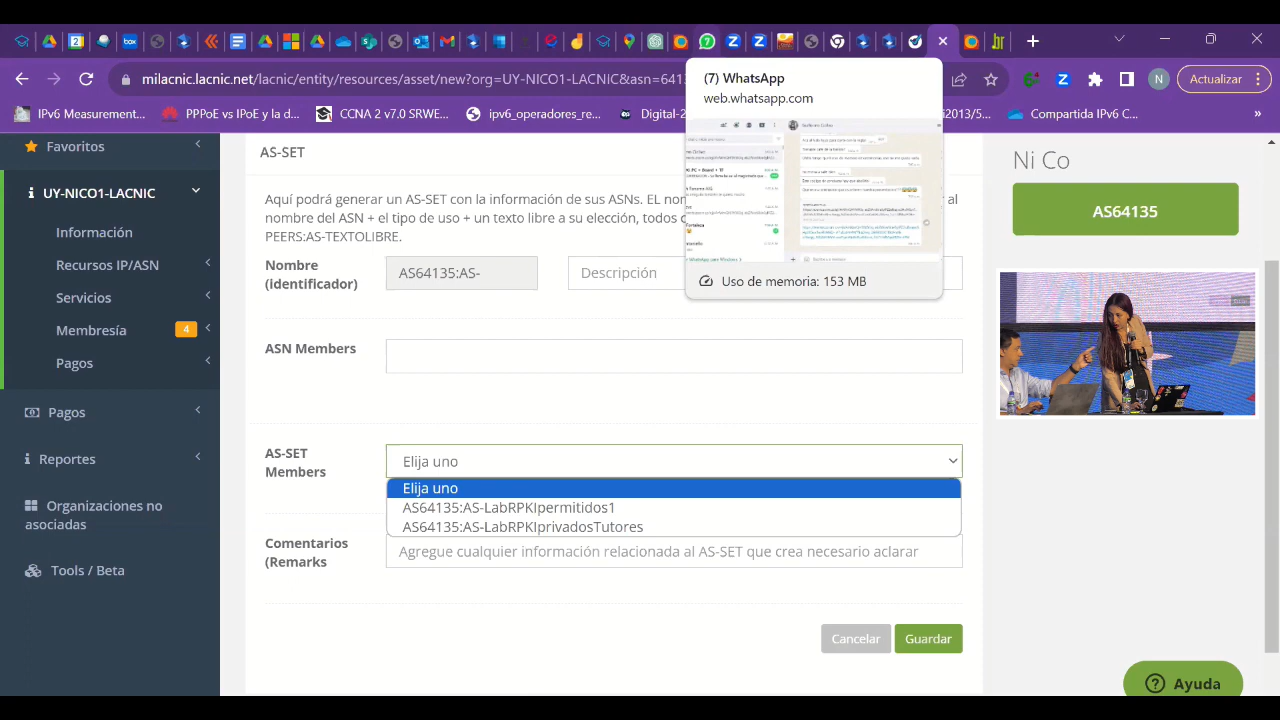 milacnic.lacnic.net/lacnic/entity/resources/asset/new?org=UY-NICO1-LACNIC&asn=6413
Actualizar
IPv6 Measurement...
PPPoE vs IPoE y la d...
CCNA 2 v7.0 SRWE...
ipv6_operadores_re...
Digital-2
i2013/5...
Compartida IPv6 C...
(7) WhatsApp
web.whatsapp.com
Uso de memoria: 153 MB
Favoritos
UY-NICO1-LACNIC
Información
Recursos IP/ASN
Servicios
Membresía
4
Pagos
Pagos
Reportes
Organizaciones no
asociadas
Tools / Beta
AS-SET
Aquí podrá generar un AS-SET con la información de sus ASNs. El
nombre del ASN + el tipo de uso + un texto libre a su elección
PEERS:AS-TEXTOLIBRE.
Nombre
(identificador)
AS64135:AS-
Descripción
ASN Members
AS-SET
Members
Elija uno
Elija uno
AS64135:AS-LabRPKIpermitidos1
AS64135:AS-LabRPKIprivadosTutores
Comentarios
(Remarks
Agregue cualquier información relacionada al AS-SET que crea necesario aclarar
Cancelar
Guardar
Ni Co
AS64135
Ayuda